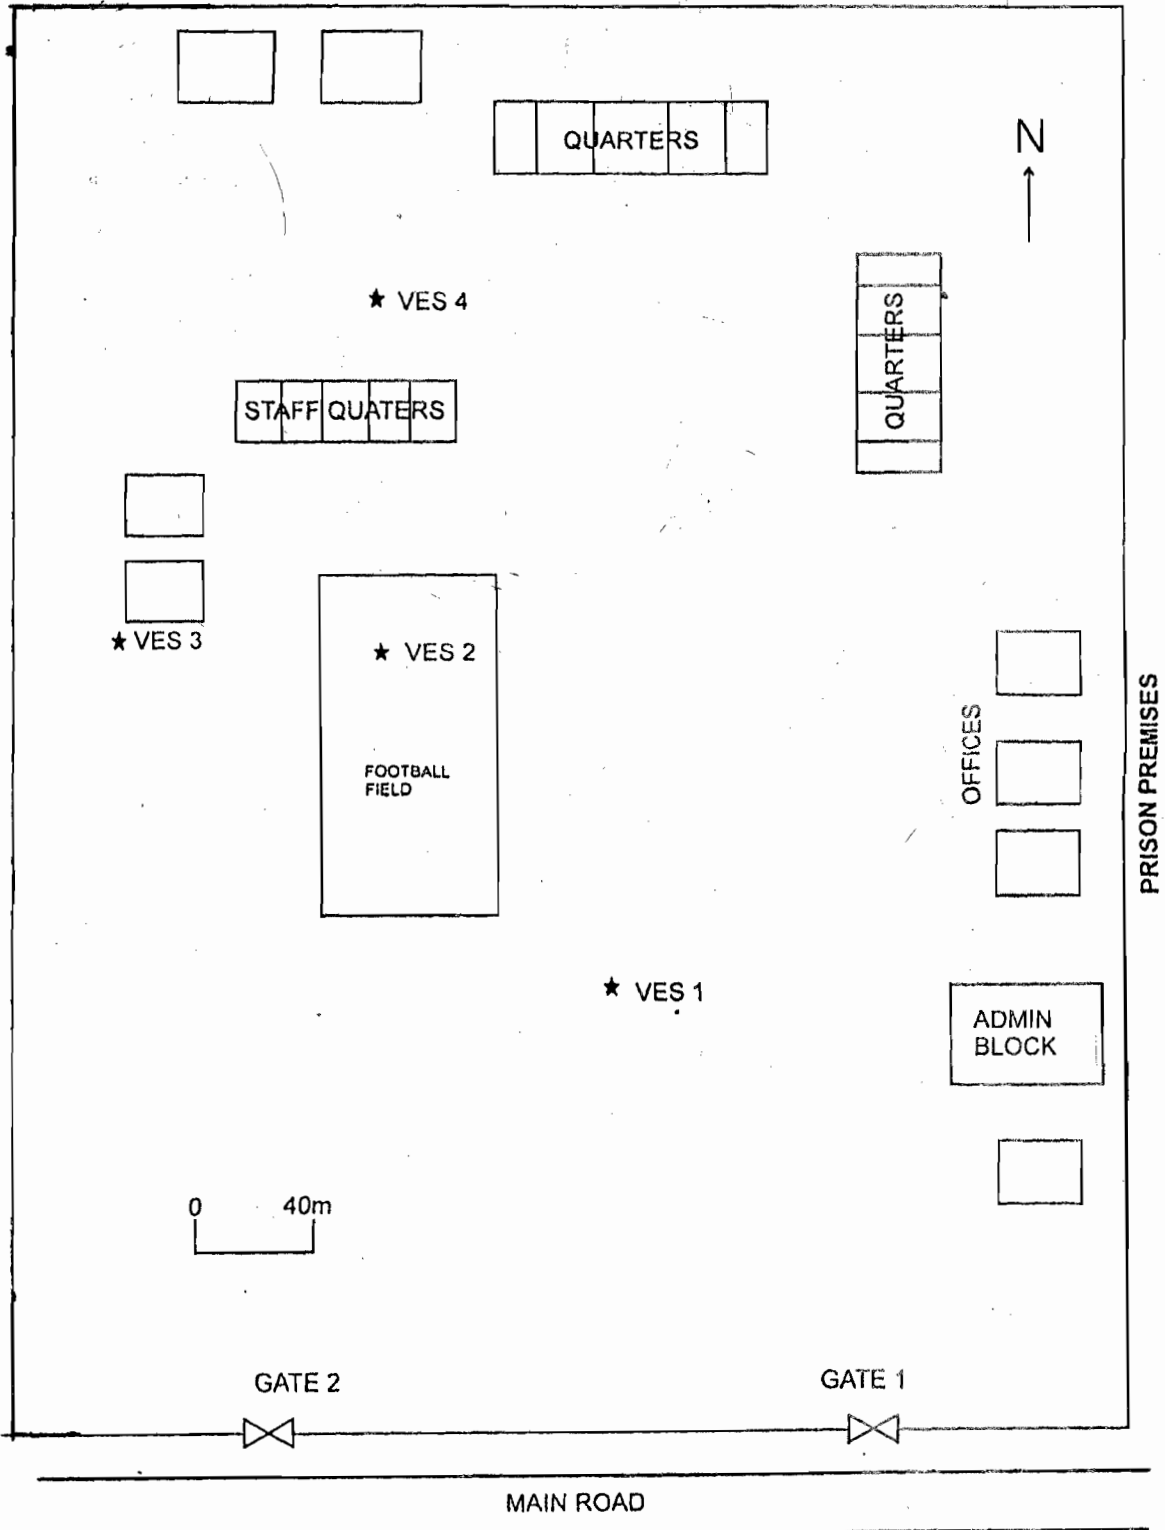 QUARTERS
N
VES 4
QUARTERS
STAFF QUATERS
VES 3
VES 2
OFFICES
PRISON PREMISES
FOOTBALL
FIELD
VES 1
ADMIN
BLOCK
0 40m
GATE 2
GATE 1
MAIN ROAD